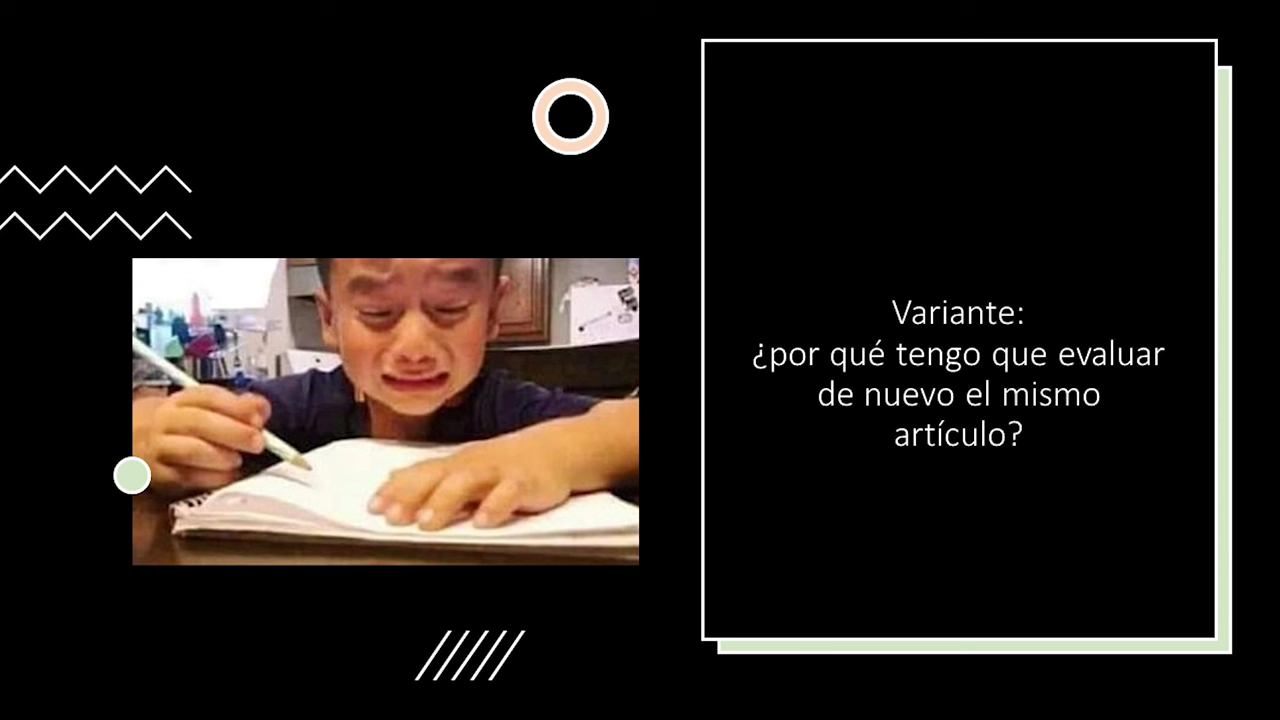 Variante:
¿por qué tengo que evaluar
de nuevo el mismo
artículo?